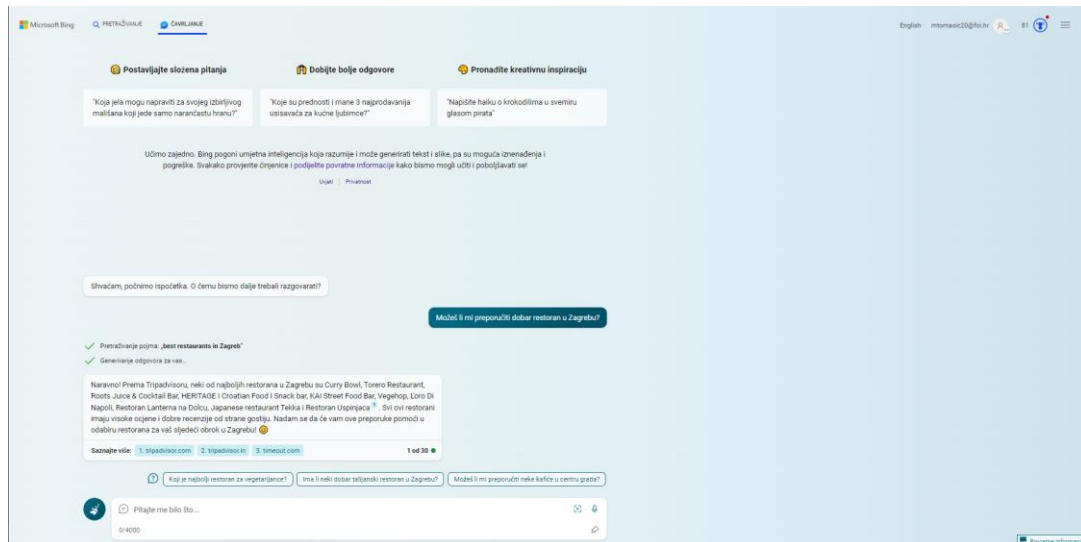 Microsoft Bing
PRETRAŽIVANJE
ČAVRLJANJE
English
mtomasic20@foi.hr
81
Postavljajte složena pitanja
Dobijte bolje odgovore
Pronađite kreativnu inspiraciju
"Koja jela mogu napraviti za svojeg izbirljivog
mališana koji jede samo narančastu hranu?"
"Koje su prednosti i mane 3 najprodavanija
usisavača za kućne ljubimce?"
"Napišite haiku o krokodilima u svemiru
glasom pirata"
Učimo zajedno. Bing pogoni umjetna inteligencija koja razumije i može generirati tekst i slike, pa su moguća iznenađenja i
pogreške. Svakako provjerite činjenice i podijelite povratne informacije kako bismo mogli učiti i poboljšavati se!
Uvjeti
Privatnost
Shvaćam, počnimo ispočetka. O čemu bismo dalje trebali razgovarati?
Možeš li mi preporučiti dobar restoran u Zagrebu?
Pretraživanje pojma: „best restaurants in Zagreb"
Generiranje odgovora za vas...
Naravno! Prema Tripadvisoru, neki od najboljih restorana u Zagrebu su Curry Bowl, Torero Restaurant,
Roots Juice & Cocktail Bar, HERITAGE I Croatian Food I Snack bar, KAI Street Food Bar, Vegehop, L'oro Di
Napoli, Restoran Lanterna na Dolcu, Japanese restaurant Tekka i Restoran Uspinjaca. Svi ovi restorani
imaju visoke ocjene i dobre recenzije od strane gostiju. Nadam se da će vam ove preporuke pomoći u
odabiru restorana za vaš sljedeći obrok u Zagrebu!
Saznajte više: 1. tripadvisor.com 2. tripadvisor.in 3. timeout.com 1 od 30
Koji je najbolji restoran za vegetarijance?
Ima li neki dobar talijanski restoran u Zagrebu?
Možeš li mi preporučiti neke kafiće u centru grada?
Pitajte me bilo što...
0/4000
Povratne informacije